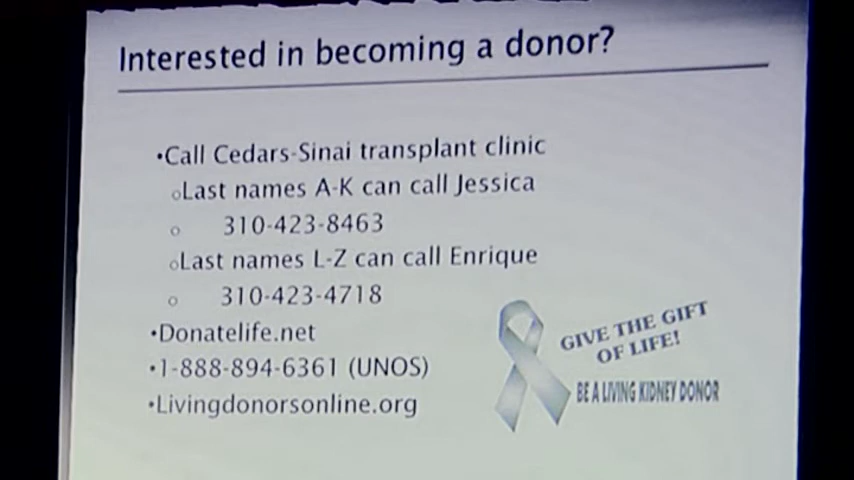 Interested in becoming a donor?
•Call Cedars-Sinai transplant clinic
oLast names A-K can call Jessica
o 310-423-8463
oLast names L-Z can call Enrique
o 310-423-4718
•Donatelife.net
•1-888-894-6361 (UNOS)
•Livingdonorsonline.org
GIVE THE GIFT
OF LIFE!
BE A LIVING KIDNEY DONOR